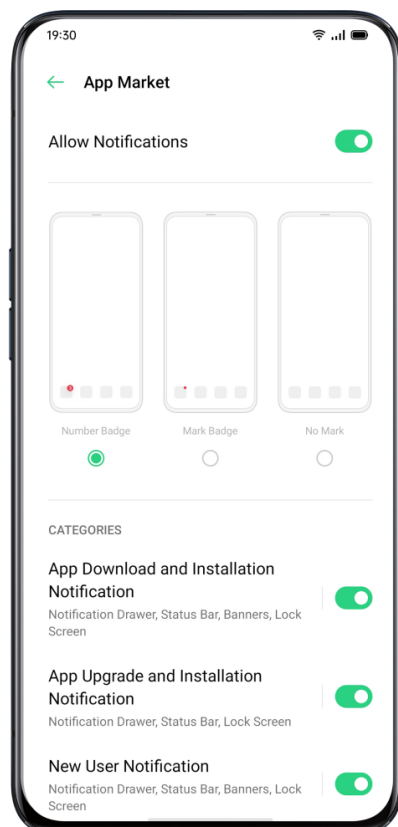 19:30
App Market
Allow Notifications
3
Number Badge
Mark Badge
No Mark
CATEGORIES
App Download and Installation
Notification
Notification Drawer, Status Bar, Banners, Lock
Screen
App Upgrade and Installation
Notification
Notification Drawer, Status Bar, Lock Screen
New User Notification
Notification Drawer, Status Bar, Banners, Lock
Screen